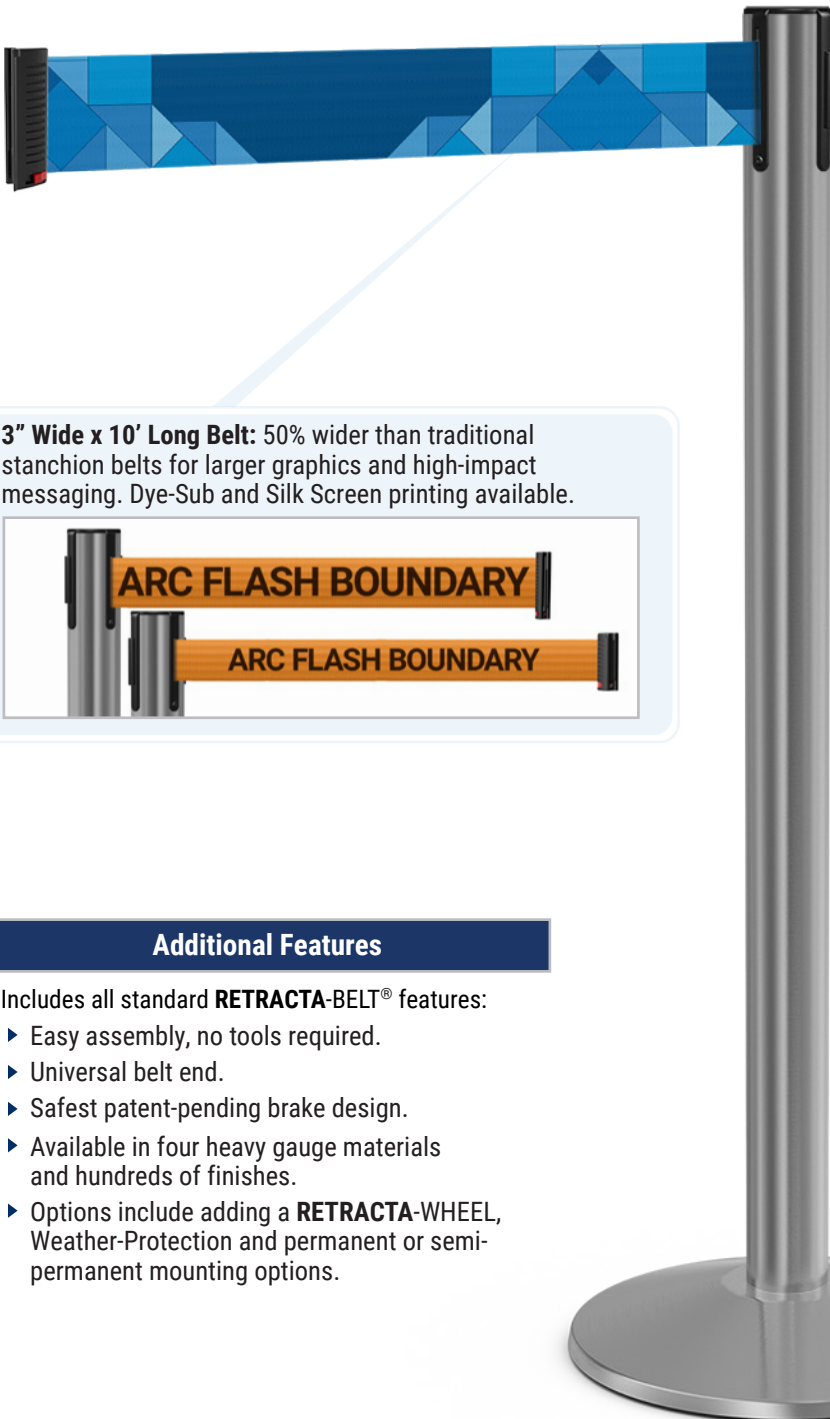 3” Wide x 10’ Long Belt: 50% wider than traditional
stanchion belts for larger graphics and high-impact
messaging. Dye-Sub and Silk Screen printing available.
ARC FLASH BOUNDARY
ARC FLASH BOUNDARY
Additional Features
Includes all standard RETRACTA-BELT® features:
Easy assembly, no tools required.
Universal belt end.
Safest patent-pending brake design.
Available in four heavy gauge materials
and hundreds of finishes.
Options include adding a RETRACTA-WHEEL,
Weather-Protection and permanent or semi-
permanent mounting options.